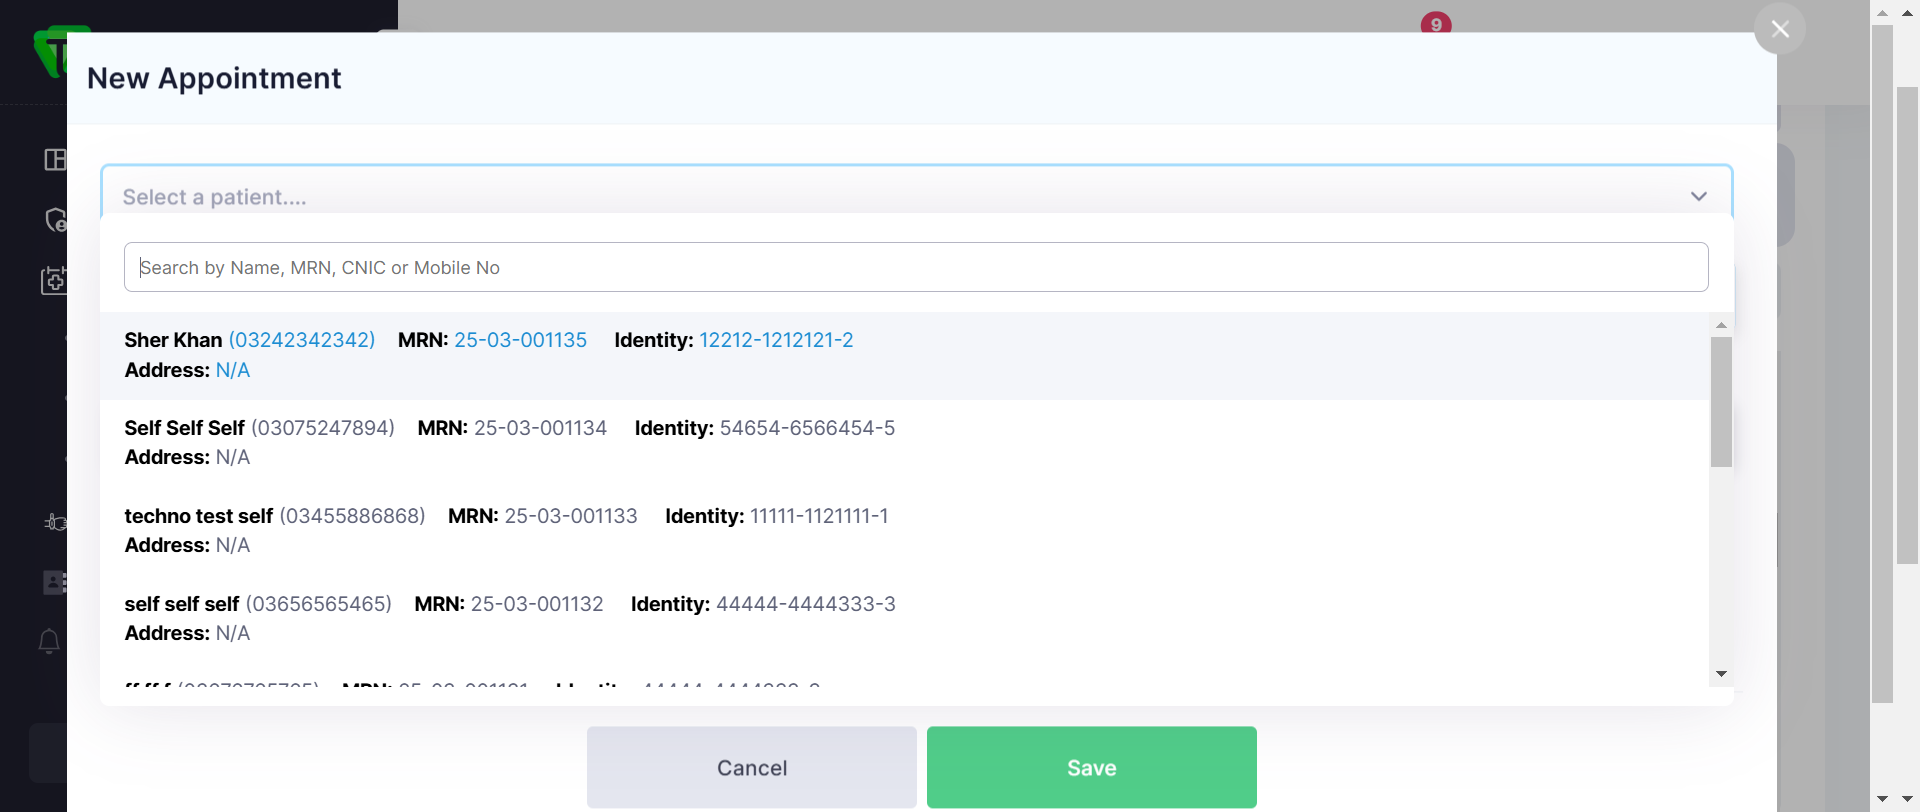 9
New Appointment
Select a patient....
Search by Name, MRN, CNIC or Mobile No
Sher Khan (03242342342) MRN: 25-03-001135 Identity: 12212-1212121-2
Address: N/A
Self Self Self (03075247894) MRN: 25-03-001134 Identity: 54654-6566454-5
Address: N/A
techno test self (03455886868) MRN: 25-03-001133 Identity: 11111-1121111-1
Address: N/A
self self self (03656565465) MRN: 25-03-001132 Identity: 44444-4444333-3
Address: N/A
Cancel Save